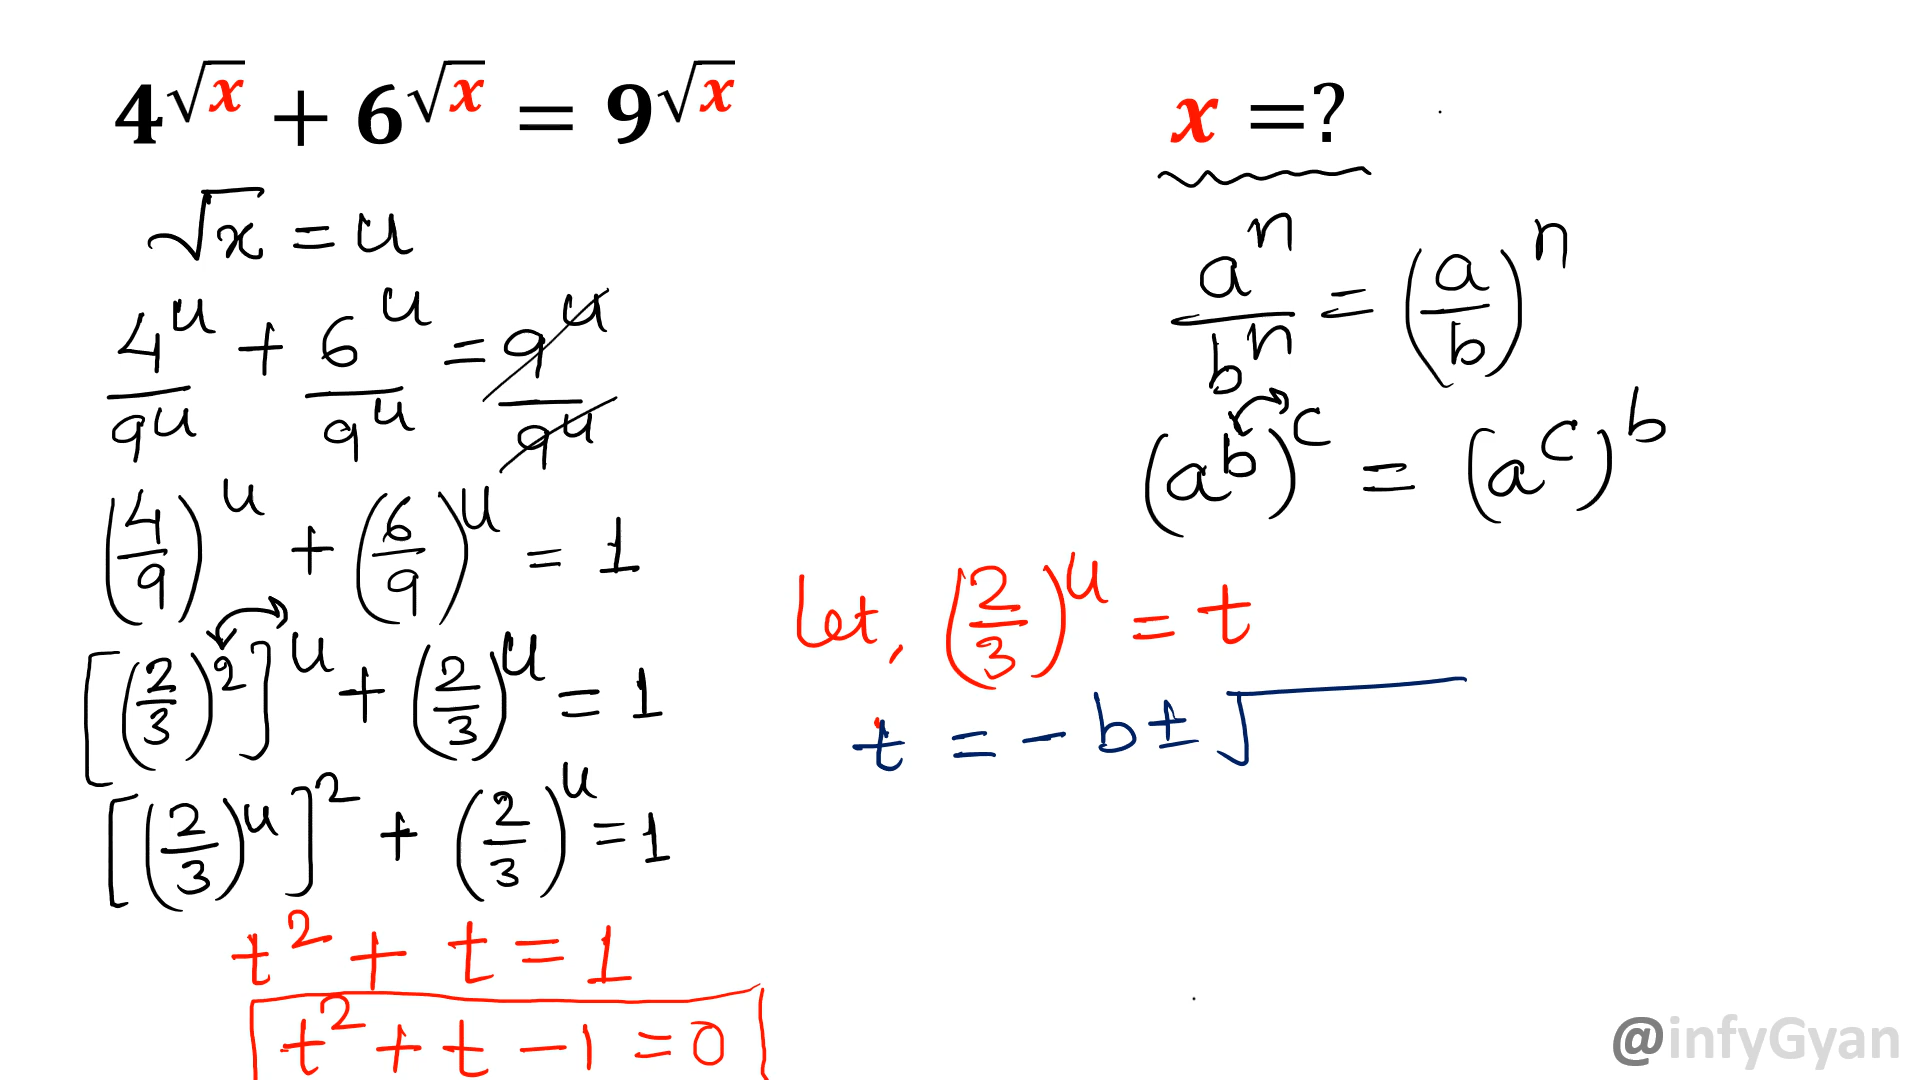 4^√x + 6^√x = 9^√x
x =?
√x = u
4^u/9^u + 6^u/9^u = 9^u/9^u
(4/9)^u + (6/9)^u = 1
[(2/3)^2]^u + (2/3)^u = 1
[(2/3)^u]^2 + (2/3)^u = 1
t^2 + t = 1
t^2 + t - 1 = 0
a^n/b^n = (a/b)^n
(a^b)^c = (a^c)^b
Let, (2/3)^u = t
t = - b ± √
@infyGyan